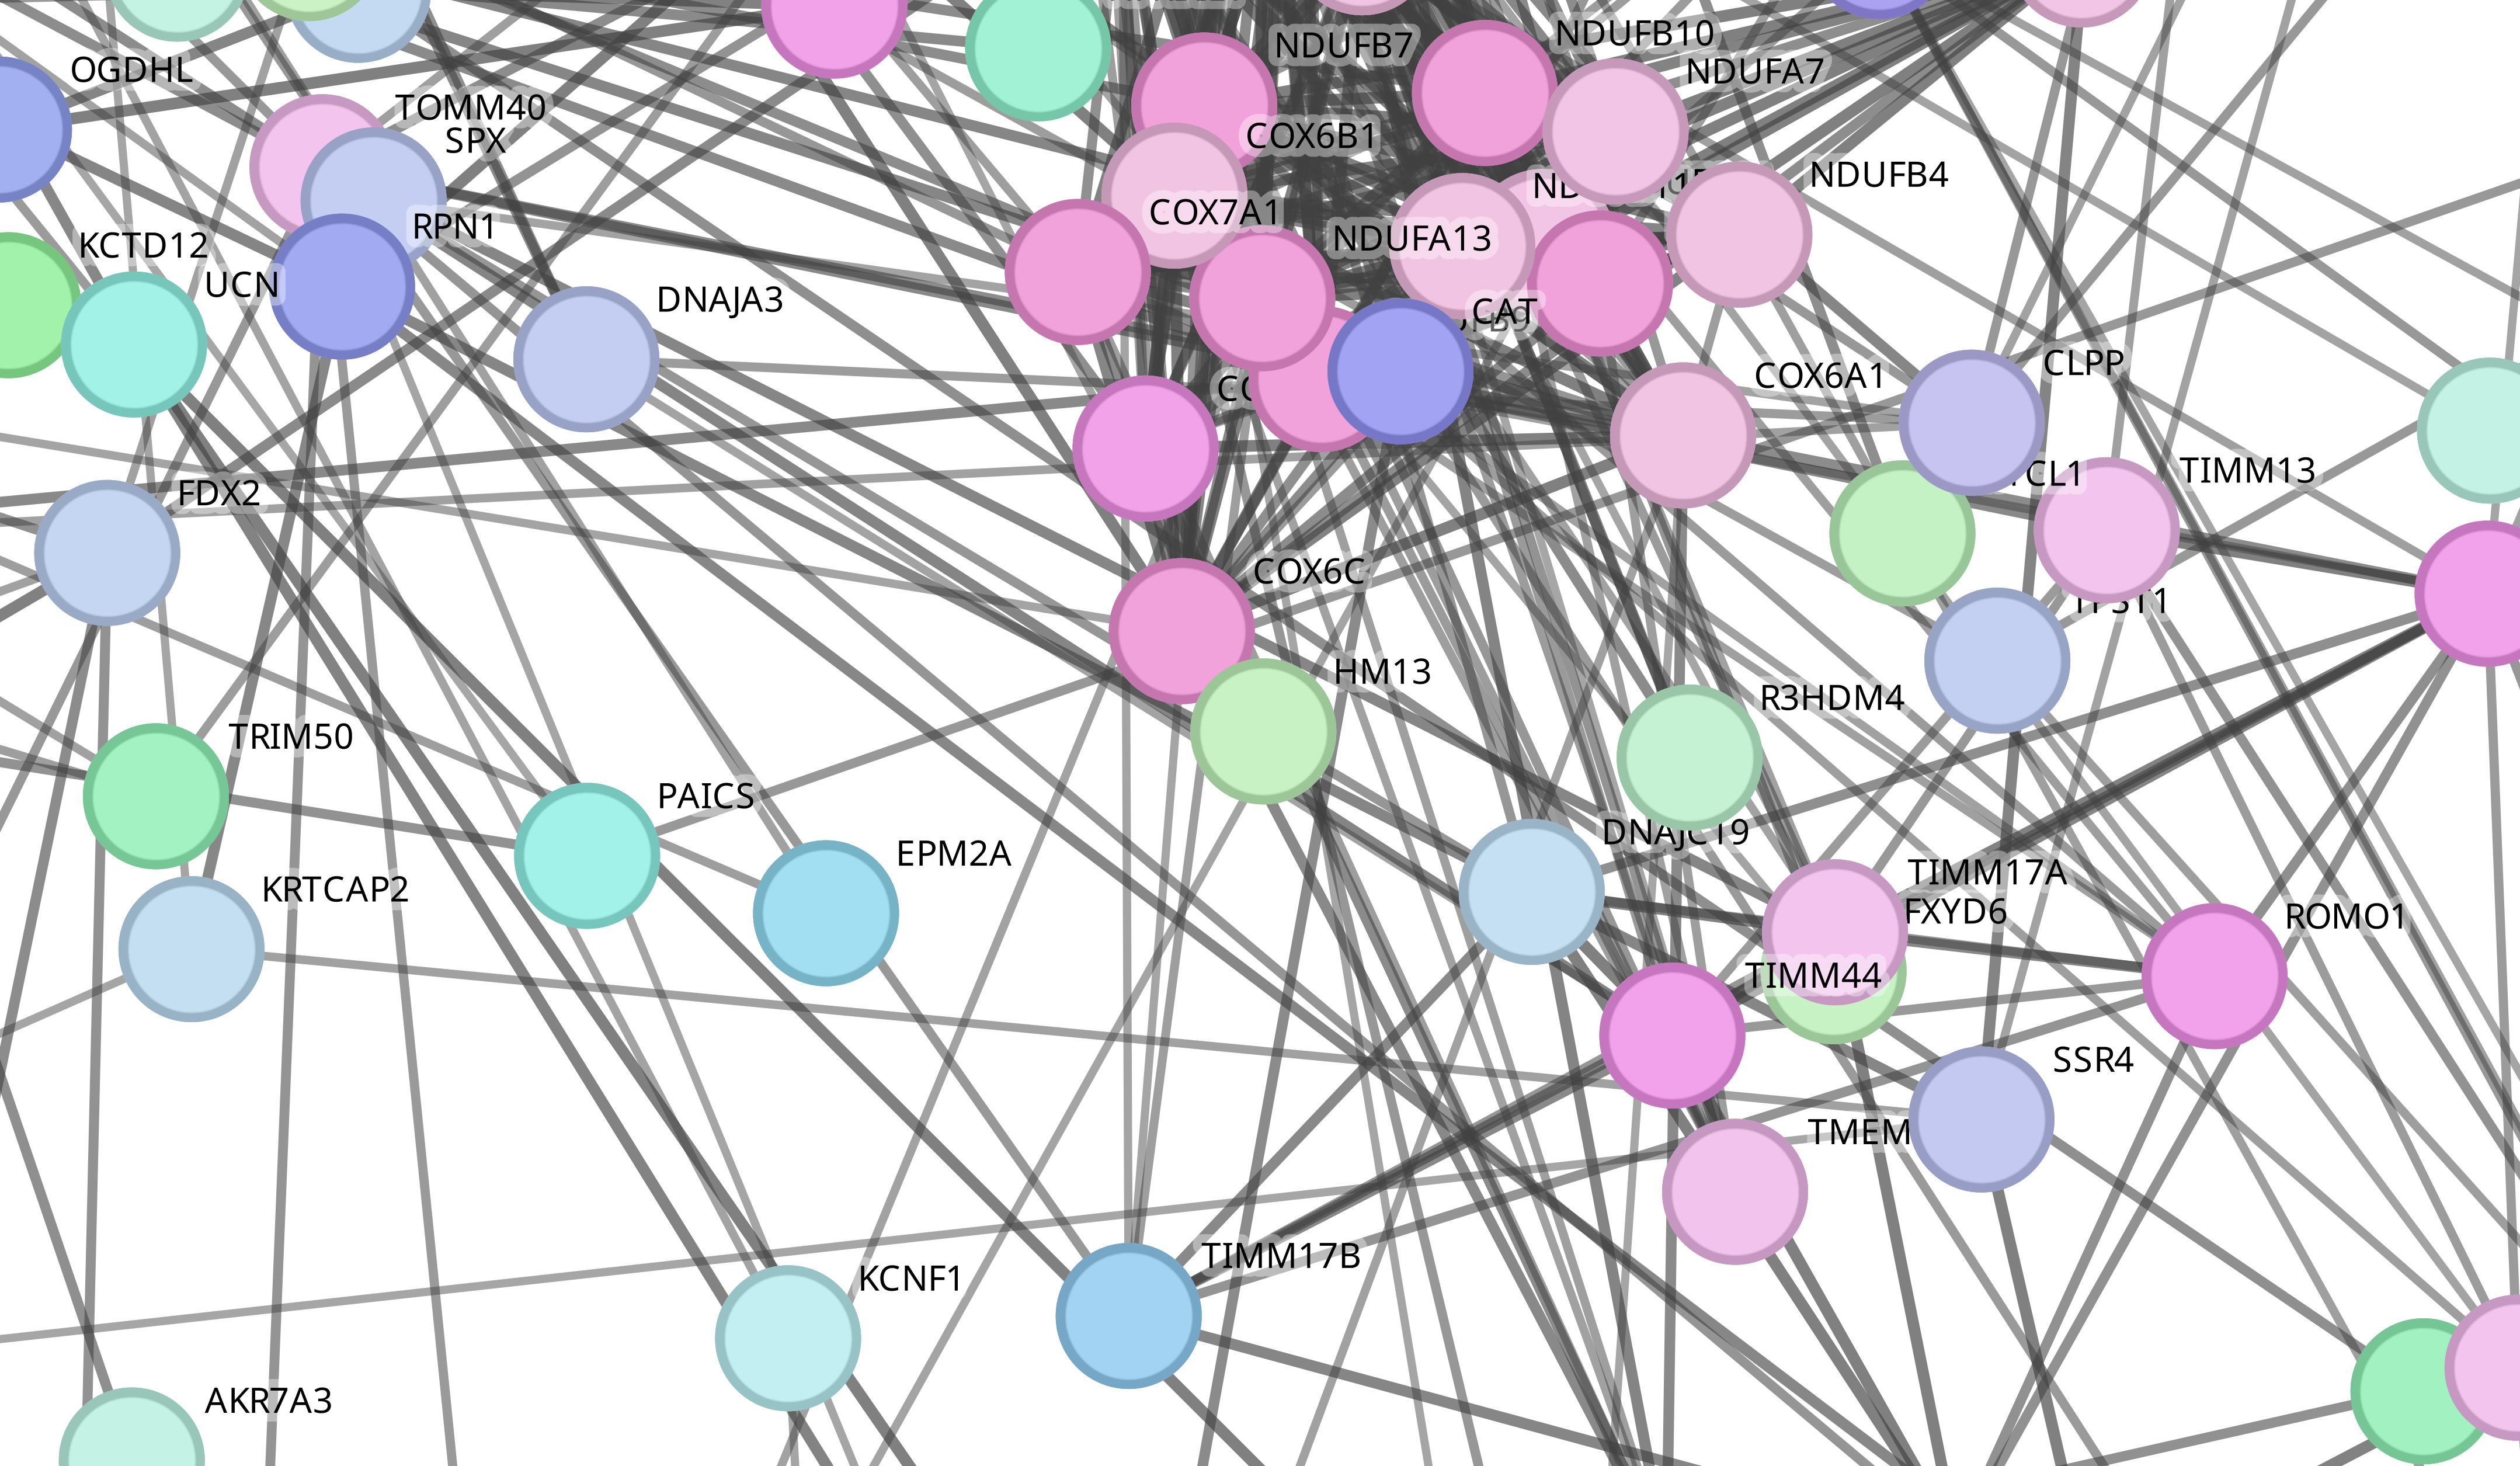 NDUFB10
NDUFB7
OGDHL
NDUFA7
TOMM40
COX6B1
SPX
NDUFB4
COX7A1
RPN1
NDUFA13
KCTD12
UCN
DNAJA3
CAT
CLPP
COX6A1
TIMM13
FDX2
COX6C
HM13
R3HDM4
TRIM50
PAICS
DNAJC19
EPM2A
TIMM17A
KRTCAP2
FXYD6
ROMO1
TIMM44
SSR4
TMEM
TIMM17B
KCNF1
AKR7A3